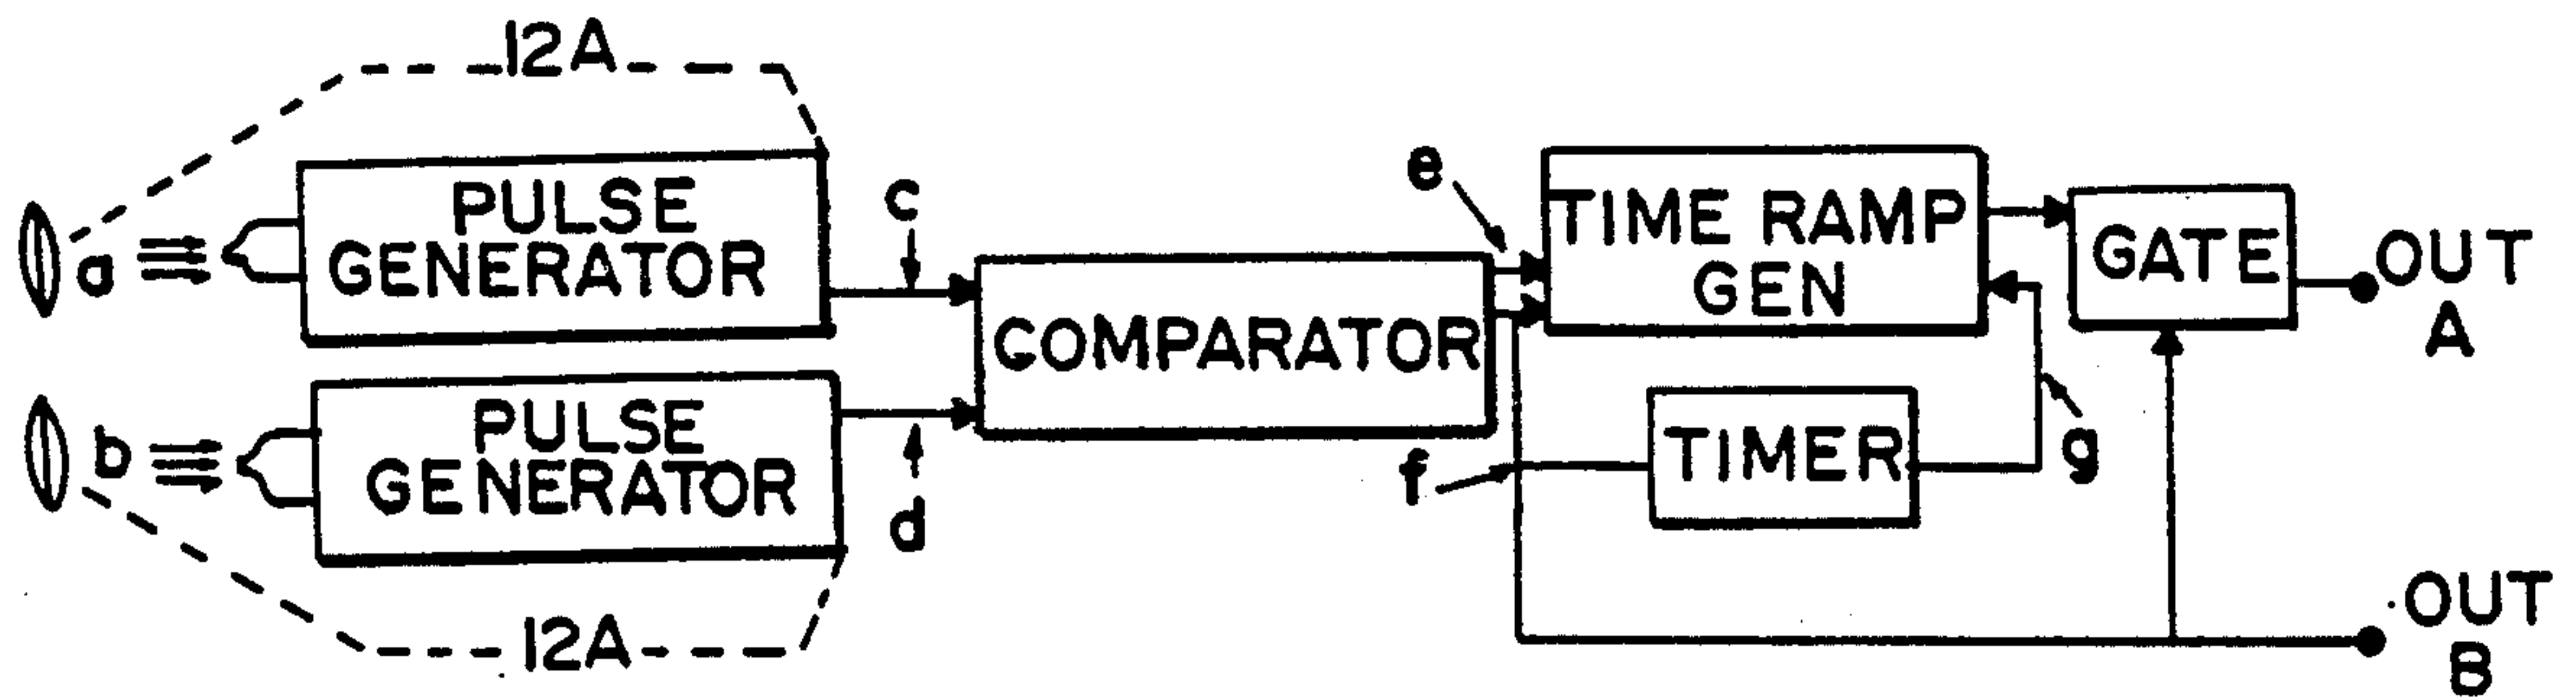 12A
a
PULSE
GENERATOR
c
b
PULSE
GENERATOR
d
12A
COMPARATOR
e
TIME RAMP
GEN
f
TIMER
g
GATE
OUT
A
OUT
B